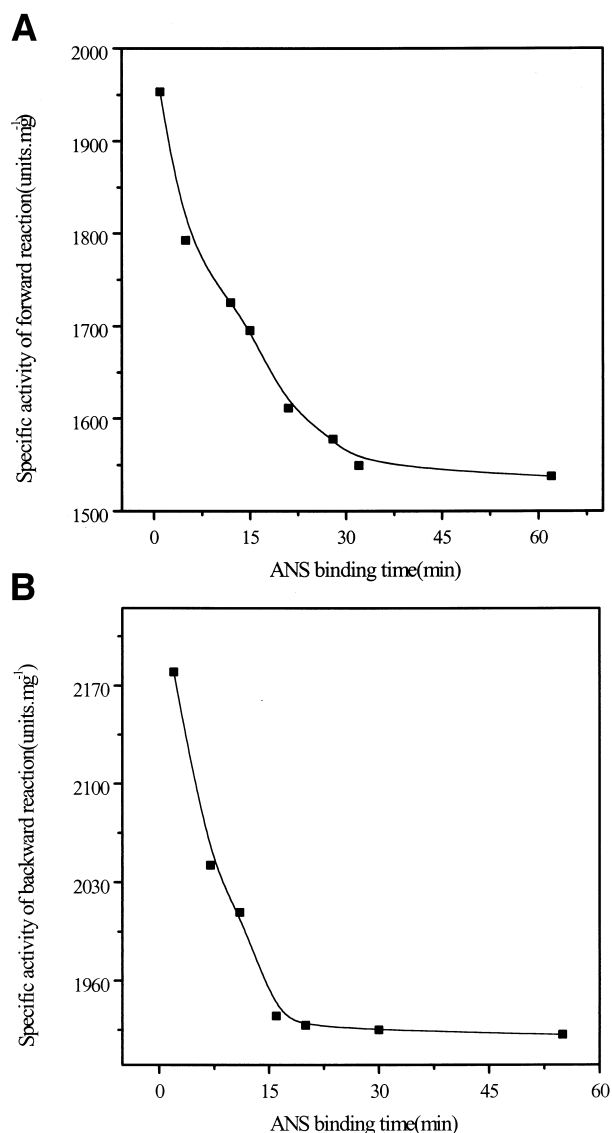 A
2000
1900
1800
1700
1600
1500
Specific activity of forward reaction(units.mg-1)
0 15 30 45 60
ANS binding time(min)
B
2170
2100
2030
1960
Specific activity of backward reaction(units.mg-1)
0 15 30 45 60
ANS binding time(min)